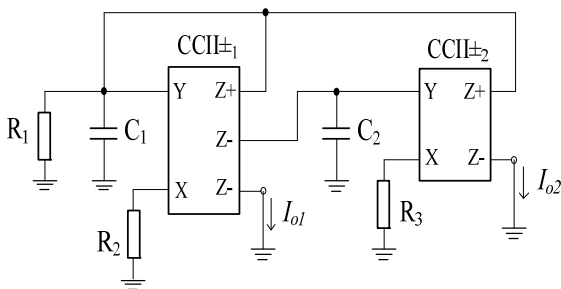 CCII±1
CCII±2
Y Z+
R1
C1
Z-
X Z-
Io1
R2
C2
Y Z+
X Z-
R3
Io2